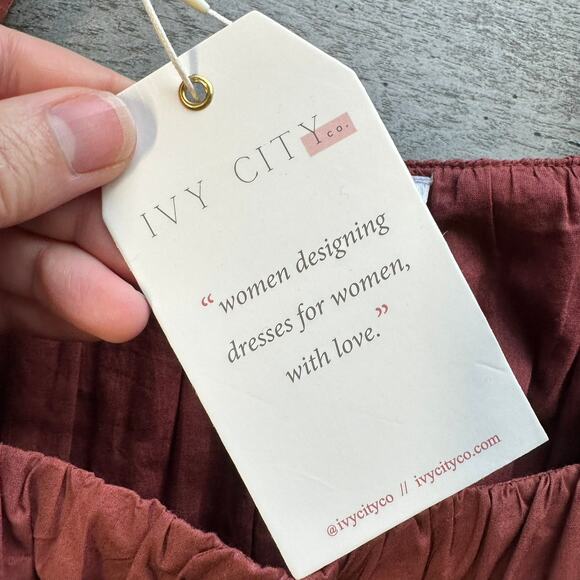 IVY CITY co.
“ women designing
dresses for women,
with love.”
@ivycityco // ivycityco.com